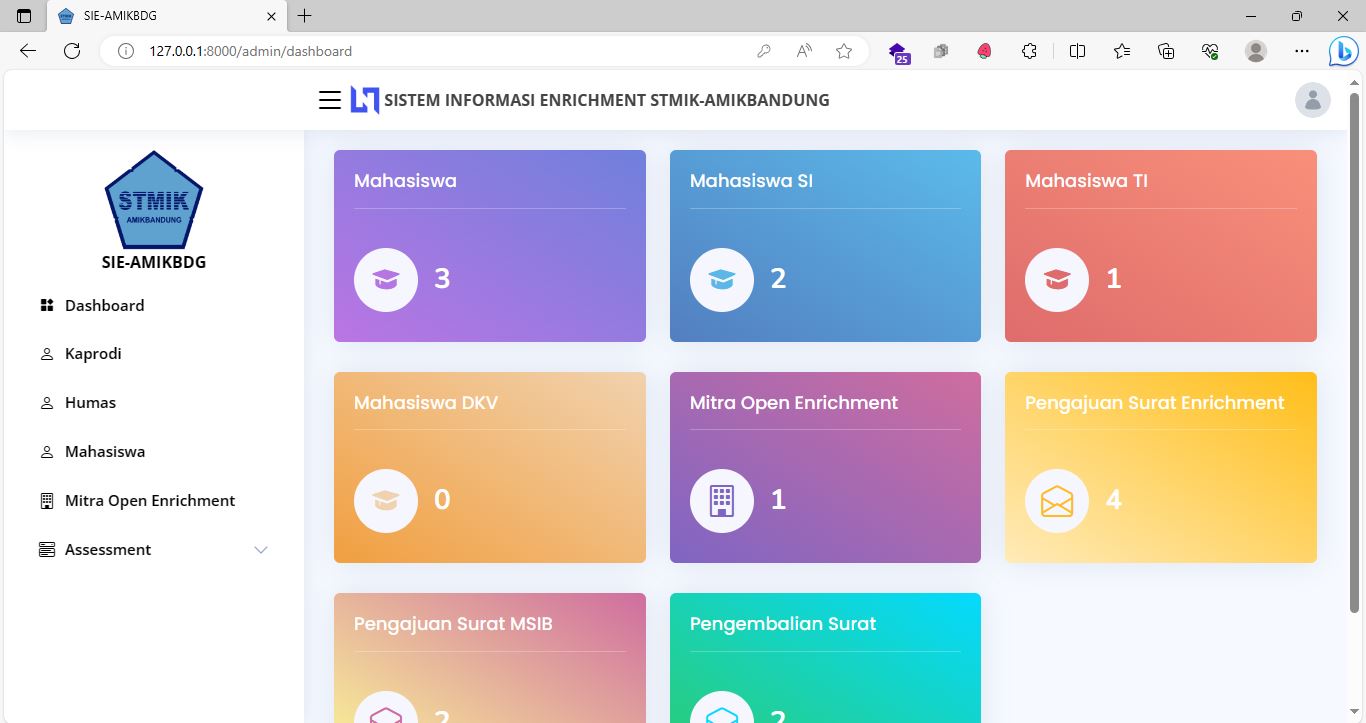 SIE-AMIKBDG
127.0.0.1:8000/admin/dashboard
25
SISTEM INFORMASI ENRICHMENT STMIK-AMIKBANDUNG
STMIK
AMIKBANDUNG
SIE-AMIKBDG
Dashboard
Kaprodi
Humas
Mahasiswa
Mitra Open Enrichment
Assessment
Mahasiswa
3
Mahasiswa SI
2
Mahasiswa TI
1
Mahasiswa DKV
0
Mitra Open Enrichment
1
Pengajuan Surat Enrichment
4
Pengajuan Surat MSIB
2
Pengembalian Surat
2